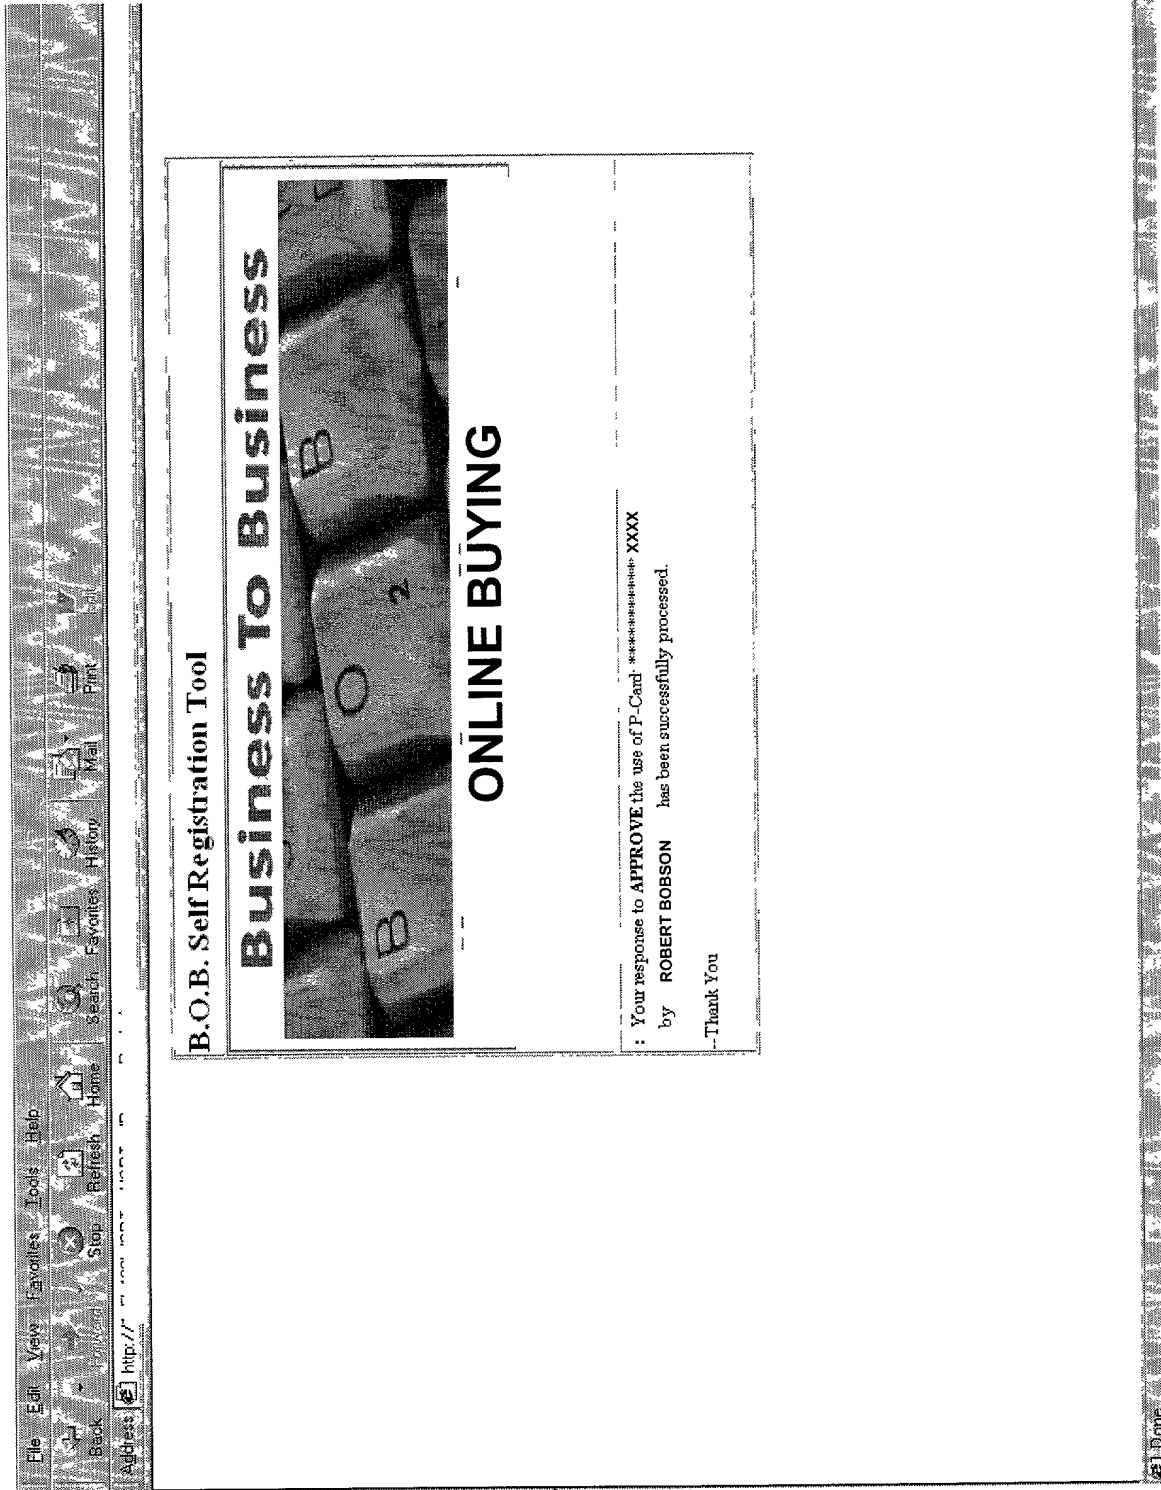 File Edit View Favorites Tools Help
Back Forward Stop Refresh Home Search Favorites History Mail Print Edit
Address http://
B.O.B. Self Registration Tool
Business To Business
B O 2 B
ONLINE BUYING
: Your response to APPROVE the use of P-Card ************ XXXX
by ROBERT BOBSON has been successfully processed.
--Thank You
Done